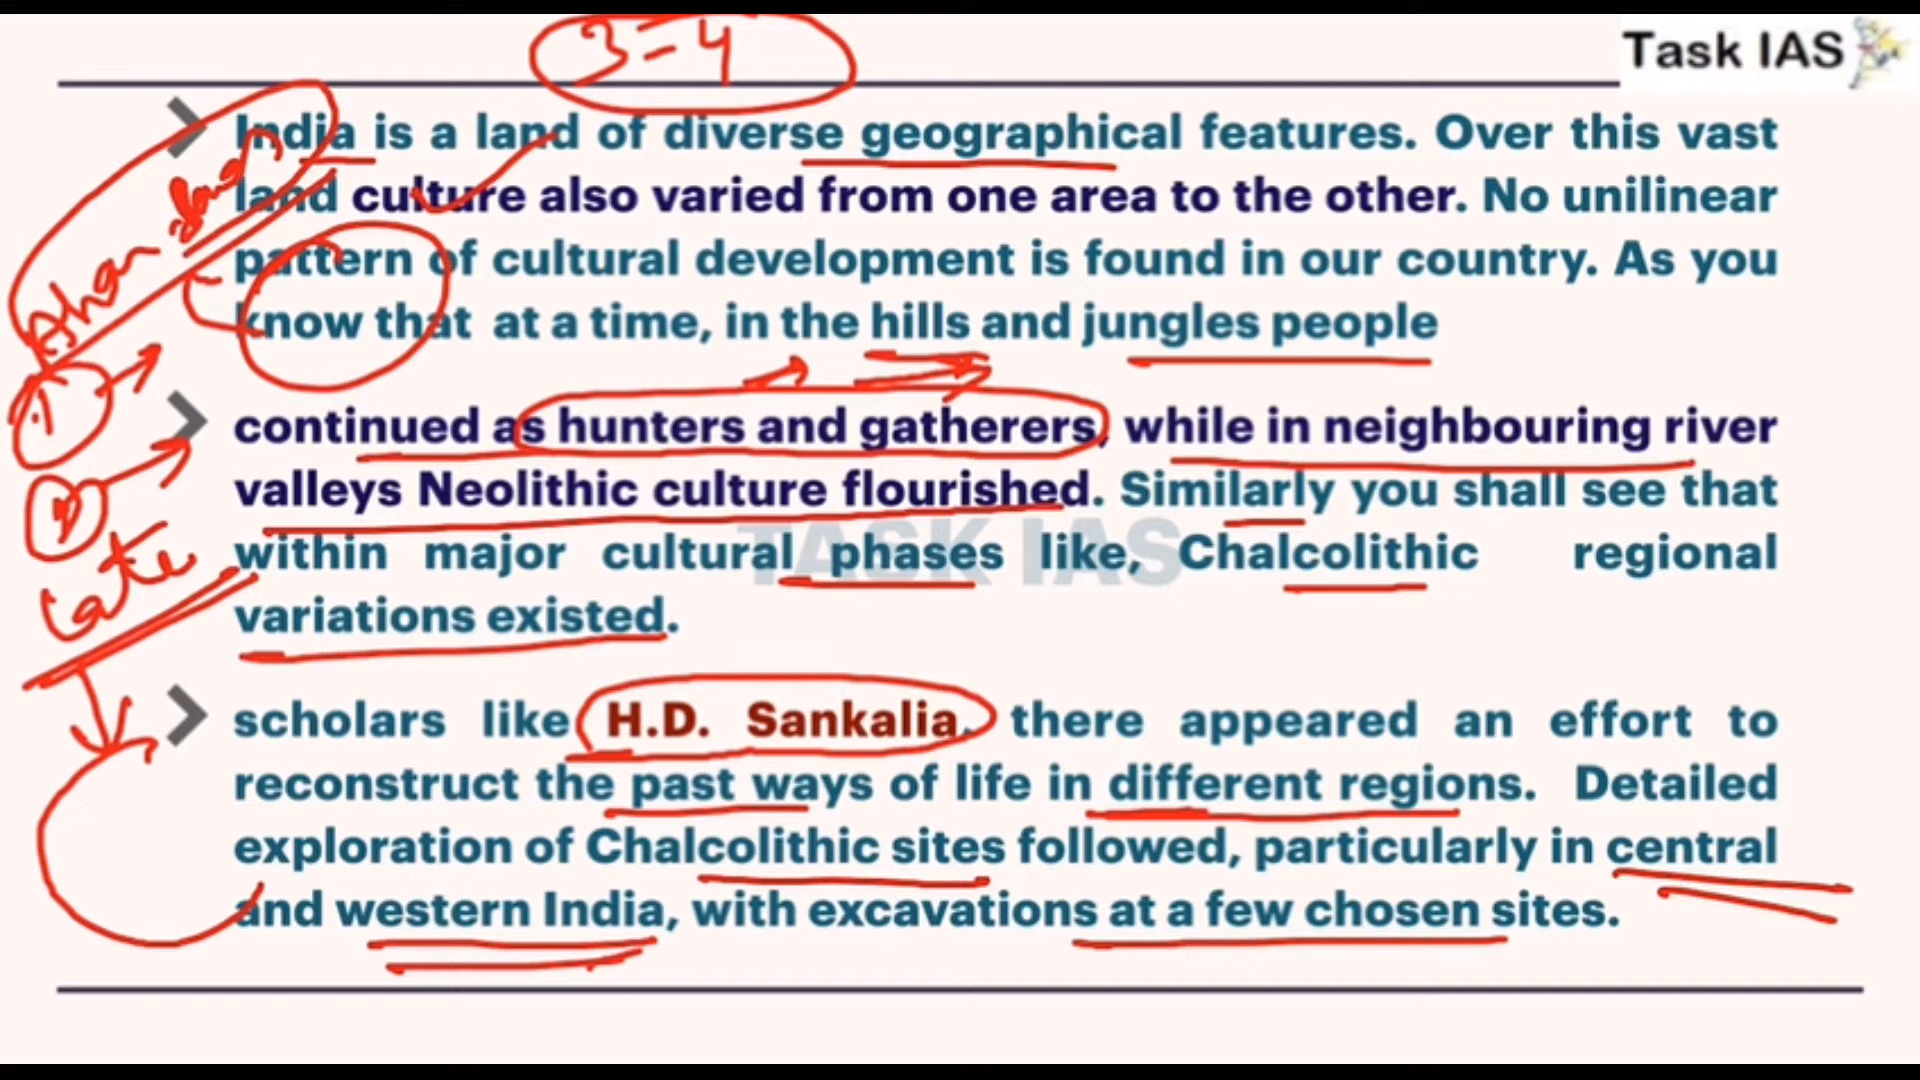 3=4
Task IAS
India is a land of diverse geographical features. Over this vast
land culture also varied from one area to the other. No unilinear
pattern of cultural development is found in our country. As you
know that at a time, in the hills and jungles people
continued as hunters and gatherers, while in neighbouring river
valleys Neolithic culture flourished. Similarly you shall see that
within major cultural phases like, Chalcolithic regional
variations existed.
TASK IAS
Late
scholars like H.D. Sankalia, there appeared an effort to
reconstruct the past ways of life in different regions. Detailed
exploration of Chalcolithic sites followed, particularly in central
and western India, with excavations at a few chosen sites.